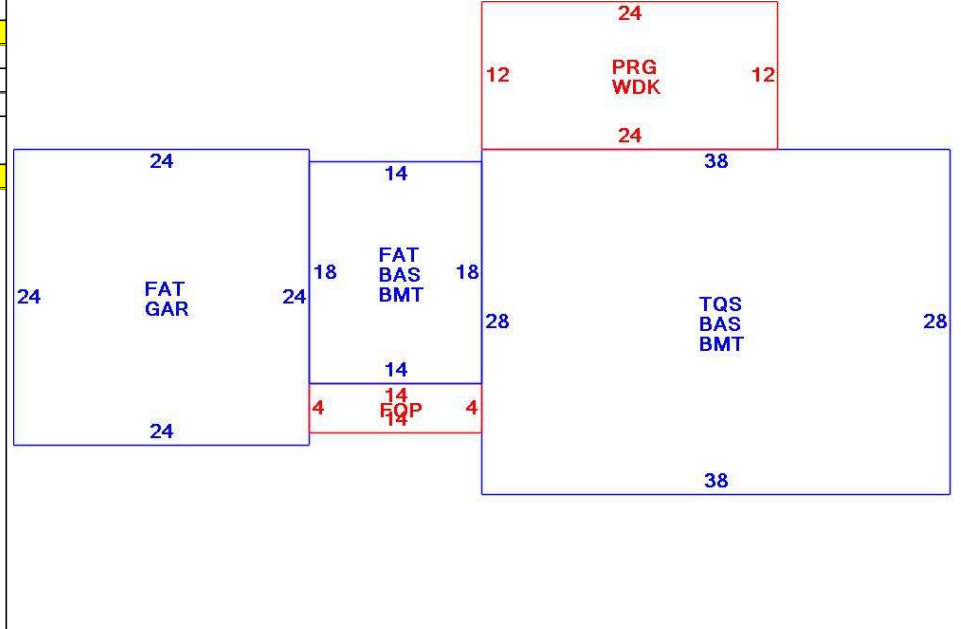 24
12 PRG 12
WDK
24
24
14
38
24 FAT 24
GAR
18 FAT 18
BAS
BMT
28 TQS 28
BAS
BMT
14
14
4 FOP 4
14
24
38